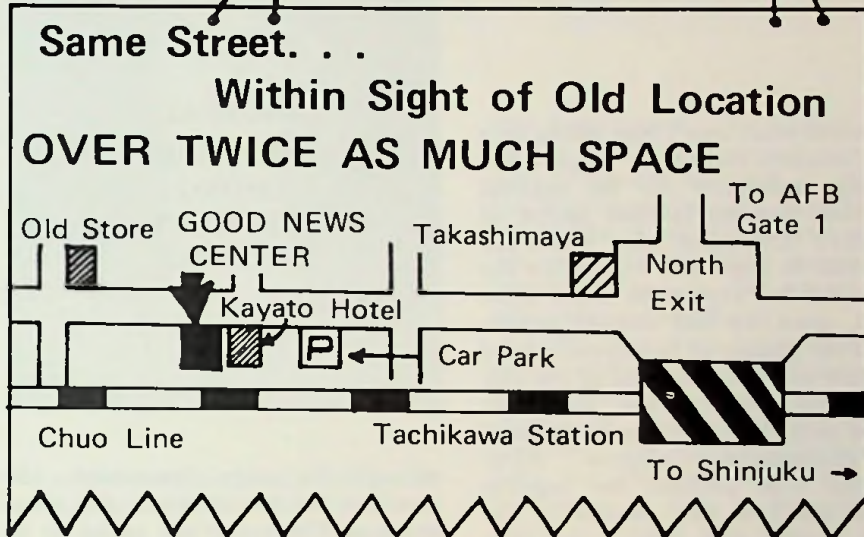 Same Street. . .
Within Sight of Old Location
OVER TWICE AS MUCH SPACE
To AFB
Gate 1
Old Store
GOOD NEWS
CENTER
Takashimaya
North
Exit
Kayato Hotel
P
Car Park
Chuo Line
Tachikawa Station
To Shinjuku →